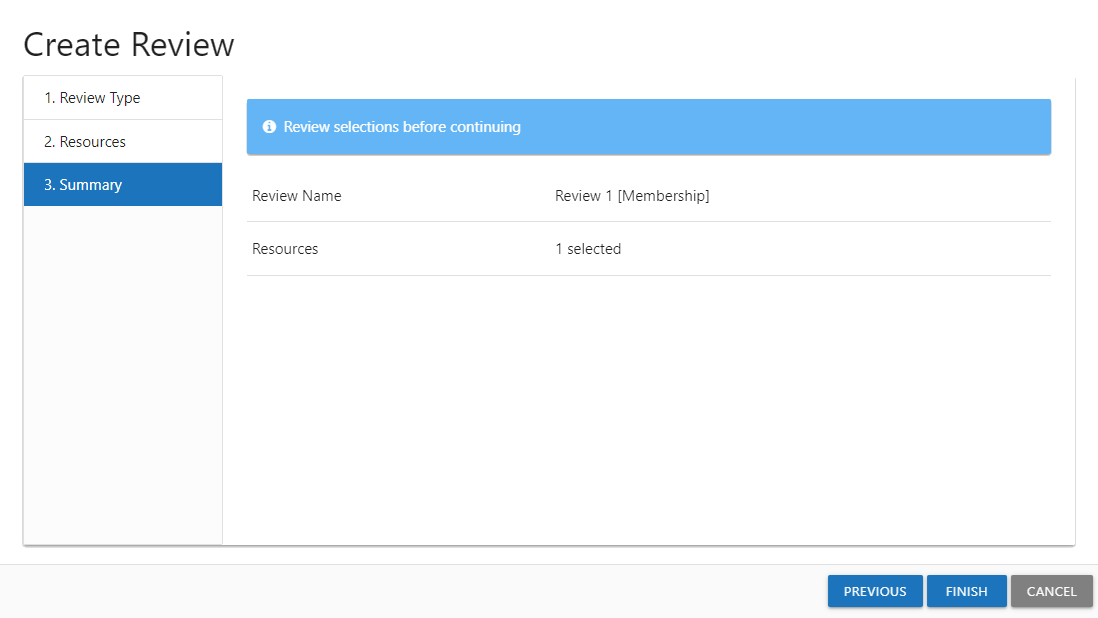 Create Review
1. Review Type
2. Resources
3. Summary
Review selections before continuing
Review Name Review 1 [Membership]
Resources 1 selected
PREVIOUS FINISH CANCEL